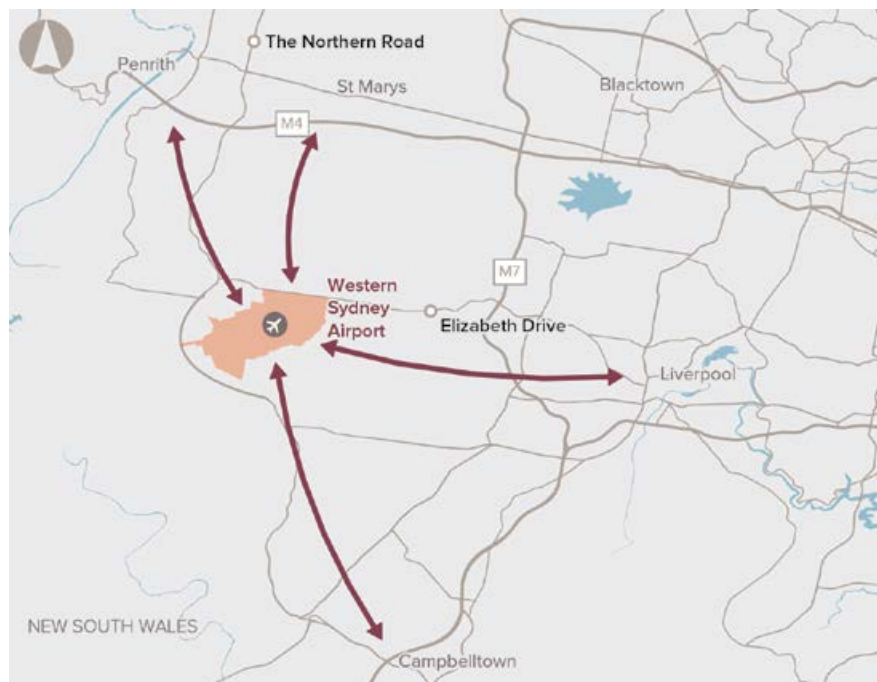 The Northern Road
Penrith
St Marys
Blacktown
M4
M7
Western
Sydney
Airport
Elizabeth Drive
Liverpool
NEW SOUTH WALES
Campbelltown